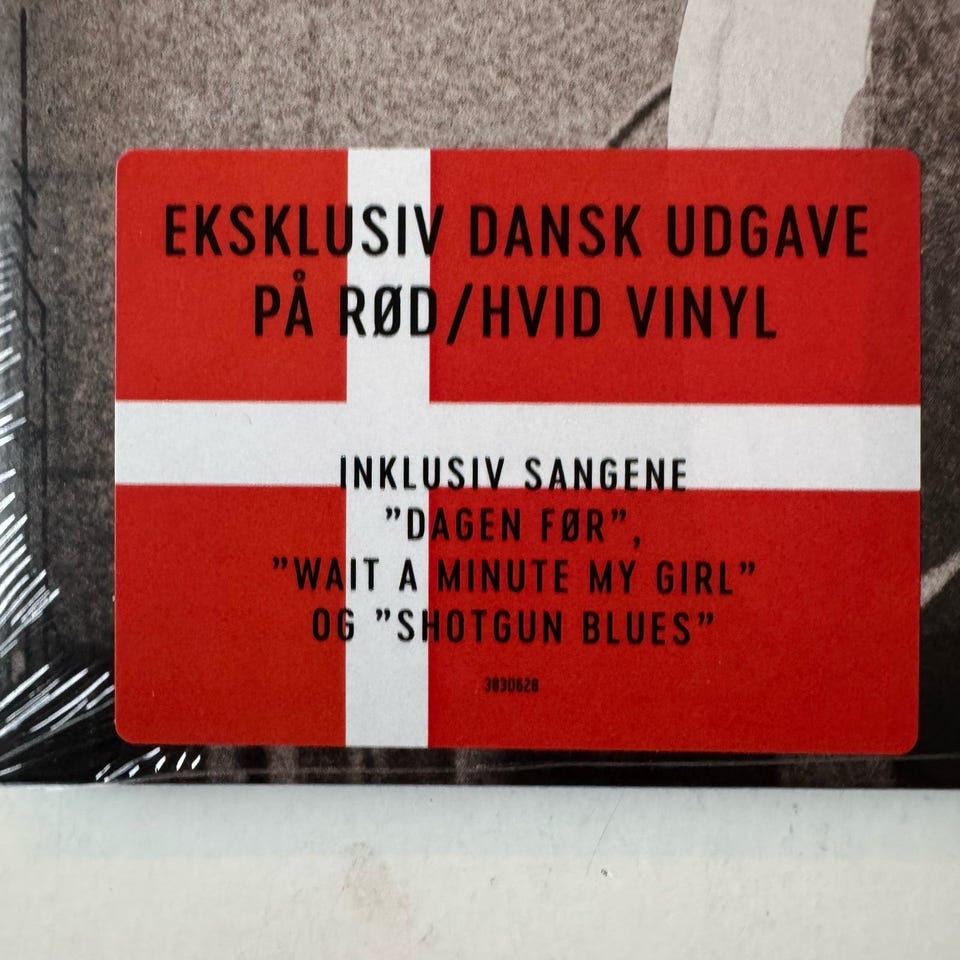 EKSKLUSIV DANSK UDGAVE
PÅ RØD/HVID VINYL
INKLUSIV SANGENE
”DAGEN FØR”,
”WAIT A MINUTE MY GIRL”
OG ”SHOTGUN BLUES”
3830628